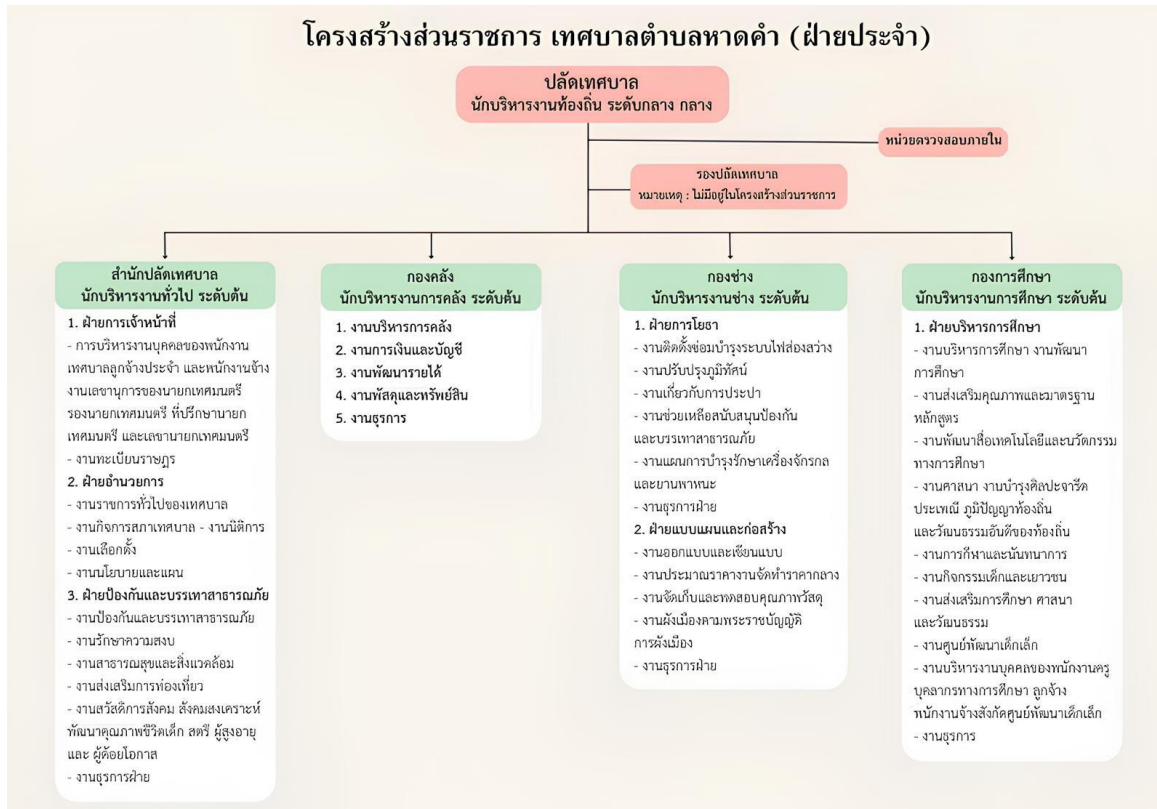 โครงสร้างส่วนราชการ เทศบาลตำบลหาดคำ (ฝ่ายประจำ)
ปลัดเทศบาล
นักบริหารงานท้องถิ่น ระดับกลาง กลาง
หน่วยตรวจสอบภายใน
รองปลัดเทศบาล
หมายเหตุ : ไม่มีอยู่ในโครงสร้างส่วนราชการ
สำนักปลัดเทศบาล
นักบริหารงานทั่วไป ระดับต้น
1. ฝ่ายการเจ้าหน้าที่
- การบริหารงานบุคคลของพนักงาน
เทศบาลลูกจ้างประจำ และพนักงานจ้าง
งานเลขานุการของนายกเทศมนตรี
รองนายกเทศมนตรี ที่ปรึกษานายก
เทศมนตรี และเลขานายกเทศมนตรี
- งานทะเบียนราษฎร
2. ฝ่ายอำนวยการ
- งานราชการทั่วไปของเทศบาล
- งานกิจการสภาเทศบาล - งานนิติการ
- งานเลือกตั้ง
- งานนโยบายและแผน
3. ฝ่ายป้องกันและบรรเทาสาธารณภัย
- งานป้องกันและบรรเทาสาธารณภัย
- งานรักษาความสงบ
- งานสาธารณสุขและสิ่งแวดล้อม
- งานส่งเสริมการท่องเที่ยว
- งานสวัสดิการสังคม สังคมสงเคราะห์
พัฒนาคุณภาพชีวิตเด็ก สตรี ผู้สูงอายุ
และ ผู้ด้อยโอกาส
- งานธุรการฝ่าย
กองคลัง
นักบริหารงานการคลัง ระดับต้น
1. งานบริหารการคลัง
2. งานการเงินและบัญชี
3. งานพัฒนารายได้
4. งานพัสดุและทรัพย์สิน
5. งานธุรการ
กองช่าง
นักบริหารงานช่าง ระดับต้น
1. ฝ่ายการโยธา
- งานติดตั้งซ่อมบำรุงระบบไฟส่องสว่าง
- งานปรับปรุงภูมิทัศน์
- งานเกี่ยวกับการประปา
- งานช่วยเหลือสนับสนุนป้องกัน
และบรรเทาสาธารณภัย
- งานแผนการบำรุงรักษาเครื่องจักรกล
และยานพาหนะ
- งานธุรการฝ่าย
2. ฝ่ายแบบแผนและก่อสร้าง
- งานออกแบบและเขียนแบบ
- งานประมาณราคางานจัดทำราคากลาง
- งานจัดเก็บและทดสอบคุณภาพวัสดุ
- งานผังเมืองตามพระราชบัญญัติ
การผังเมือง
- งานธุรการฝ่าย
กองการศึกษา
นักบริหารงานการศึกษา ระดับต้น
1. ฝ่ายบริหารการศึกษา
- งานบริหารการศึกษา งานพัฒนา
การศึกษา
- งานส่งเสริมคุณภาพและมาตรฐาน
หลักสูตร
- งานพัฒนาสื่อเทคโนโลยีและนวัตกรรม
ทางการศึกษา
- งานศาสนา งานบำรุงศิลปะจารีต
ประเพณี ภูมิปัญญาท้องถิ่น
และวัฒนธรรมอันดีของท้องถิ่น
- งานการกีฬาและนันทนาการ
- งานกิจกรรมเด็กและเยาวชน
- งานส่งเสริมการศึกษา ศาสนา
และวัฒนธรรม
- งานศูนย์พัฒนาเด็กเล็ก
- งานบริหารงานบุคคลของพนักงานครู
บุคลากรทางการศึกษา ลูกจ้าง
พนักงานจ้างสังกัดศูนย์พัฒนาเด็กเล็ก
- งานธุรการ